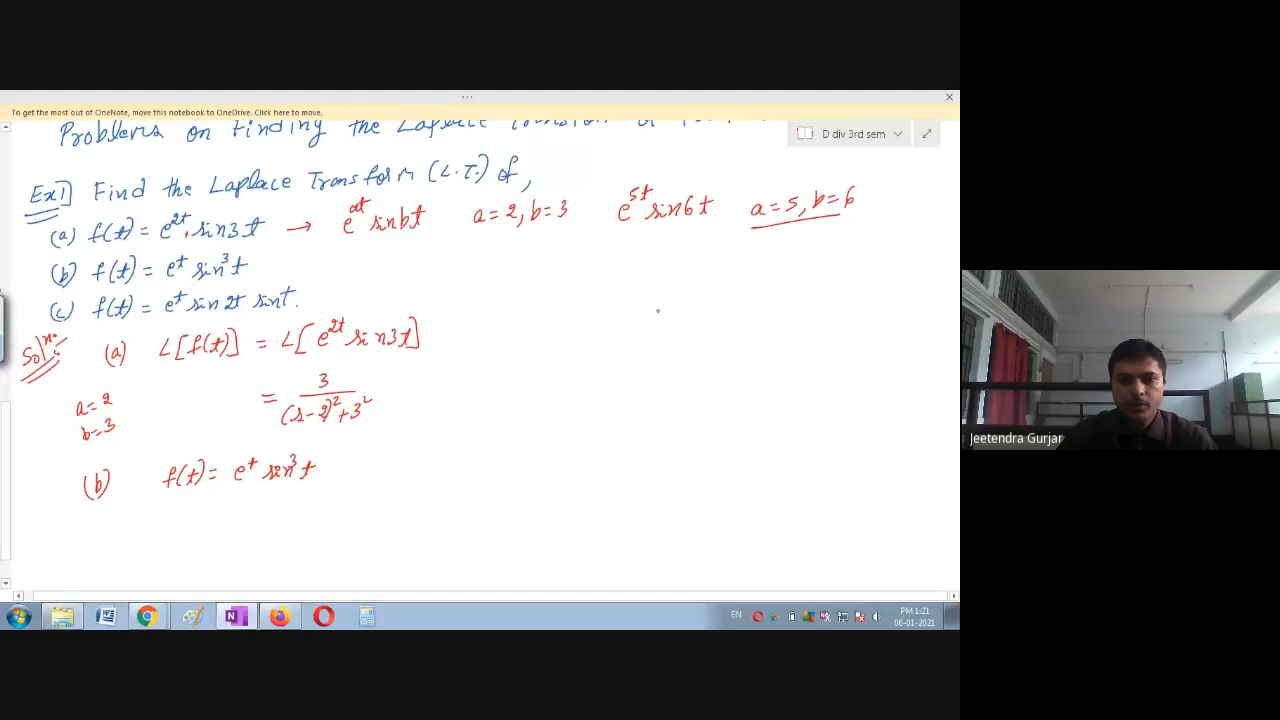 To get the most out of OneNote, move this notebook to OneDrive. Click here to move.
Problems on Finding the Laplace
D div 3rd sem
Ex1] Find the Laplace Transform (L.T.) of,
(a) f(t) = e^{2t}. sin3t → e^{at} sinbt a=2, b=3 e^{5t} sin6t a=5, b=6
(b) f(t) = e^t sin^3 t
(c) f(t) = e^t sin 2t sint.
Sol^n:- (a) L[f(t)] = L[e^{2t} sin3t]
a=2
b=3
= 3/((s-2)^2+3^2)
(b) f(t) = e^t sin^3 t
Jeetendra Gurjar
EN
PM 1:21
06-01-2021